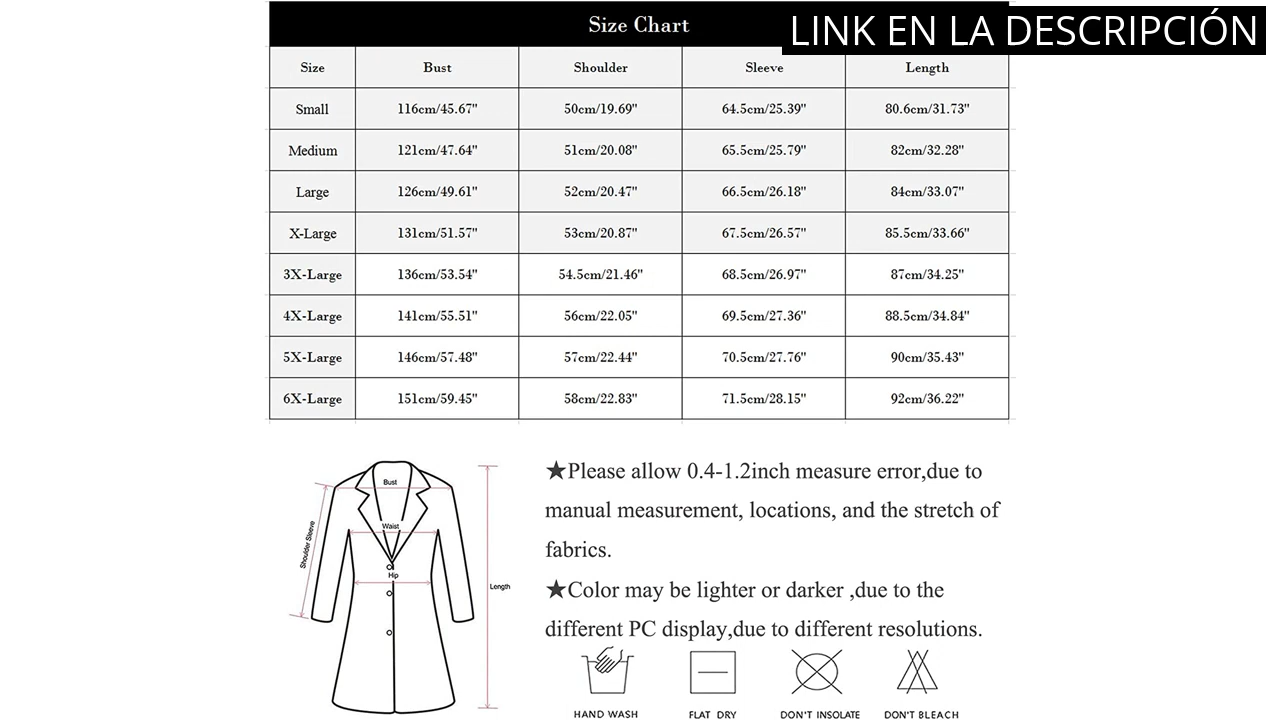 Size Chart
LINK EN LA DESCRIPCIÓN
Size Bust Shoulder Sleeve Length
Small 116cm/45.67" 50cm/19.69" 64.5cm/25.39" 80.6cm/31.73"
Medium 121cm/47.64" 51cm/20.08" 65.5cm/25.79" 82cm/32.28"
Large 126cm/49.61" 52cm/20.47" 66.5cm/26.18" 84cm/33.07"
X-Large 131cm/51.57" 53cm/20.87" 67.5cm/26.57" 85.5cm/33.66"
3X-Large 136cm/53.54" 54.5cm/21.46" 68.5cm/26.97" 87cm/34.25"
4X-Large 141cm/55.51" 56cm/22.05" 69.5cm/27.36" 88.5cm/34.84"
5X-Large 146cm/57.48" 57cm/22.44" 70.5cm/27.76" 90cm/35.43"
6X-Large 151cm/59.45" 58cm/22.83" 71.5cm/28.15" 92cm/36.22"
Bust
Waist
Shoulder Sleeve
Hip
Length
★Please allow 0.4-1.2inch measure error,due to
manual measurement, locations, and the stretch of
fabrics.
★Color may be lighter or darker ,due to the
different PC display,due to different resolutions.
HAND WASH FLAT DRY DON'T INSOLATE DON'T BLEACH